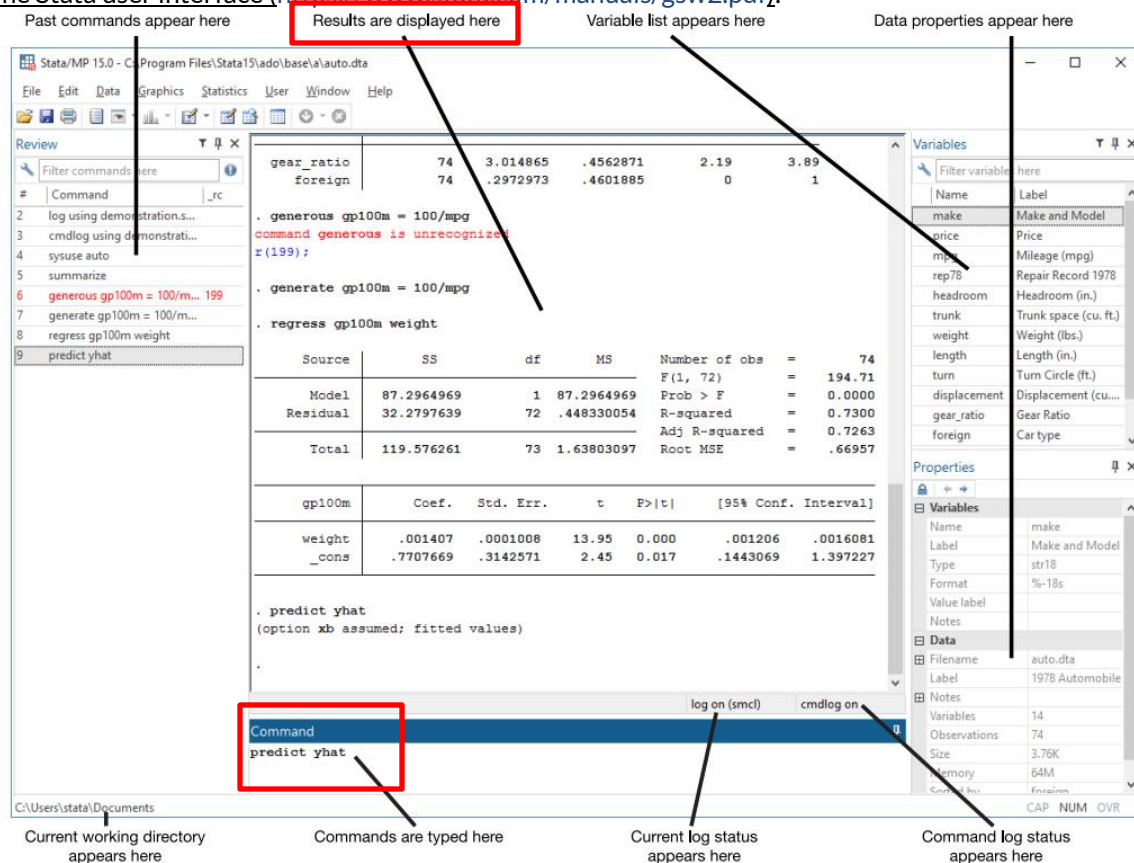 The Stata user interface (
m/manuals/gsw2.pdf).
Past commands appear here
Results are displayed here
Variable list appears here
Data properties appear here
Stata/MP 15.0 - C:\Program Files\Stata15\ado\base\a\auto.dta
File Edit Data Graphics Statistics User Window Help
Review
Filter commands here
# Command _rc
2 log using demonstration.s...
3 cmdlog using demonstrati...
4 sysuse auto
5 summarize
6 generous gp100m = 100/m... 199
7 generate gp100m = 100/m...
8 regress gp100m weight
9 predict yhat
gear_ratio 74 3.014865 .4562871 2.19 3.89
foreign 74 .2972973 .4601885 0 1
. generous gp100m = 100/mpg
command generous is unrecognized
r(199);
. generate gp100m = 100/mpg
. regress gp100m weight
Source SS df MS Number of obs = 74
F(1, 72) = 194.71
Model 87.2964969 1 87.2964969 Prob > F = 0.0000
Residual 32.2797639 72 .448330054 R-squared = 0.7300
Adj R-squared = 0.7263
Total 119.576261 73 1.63803097 Root MSE = .66957
gp100m Coef. Std. Err. t P>|t| [95% Conf. Interval]
weight .001407 .0001008 13.95 0.000 .001206 .0016081
_cons .7707669 .3142571 2.45 0.017 .1443069 1.397227
. predict yhat
(option xb assumed; fitted values)
.
log on (smcl) cmdlog on
Command
predict yhat
Variables
Filter variables here
Name Label
make Make and Model
price Price
mpg Mileage (mpg)
rep78 Repair Record 1978
headroom Headroom (in.)
trunk Trunk space (cu. ft.)
weight Weight (lbs.)
length Length (in.)
turn Turn Circle (ft.)
displacement Displacement (cu....
gear_ratio Gear Ratio
foreign Car type
Properties
Variables
Name make
Label Make and Model
Type str18
Format %-18s
Value label
Notes
Data
Filename auto.dta
Label 1978 Automobile
Notes
Variables 14
Observations 74
Size 3.76K
Memory 64M
Sorted by foreign
C:\Users\stata\Documents
CAP NUM OVR
Current working directory
appears here
Commands are typed here
Current log status
appears here
Command log status
appears here